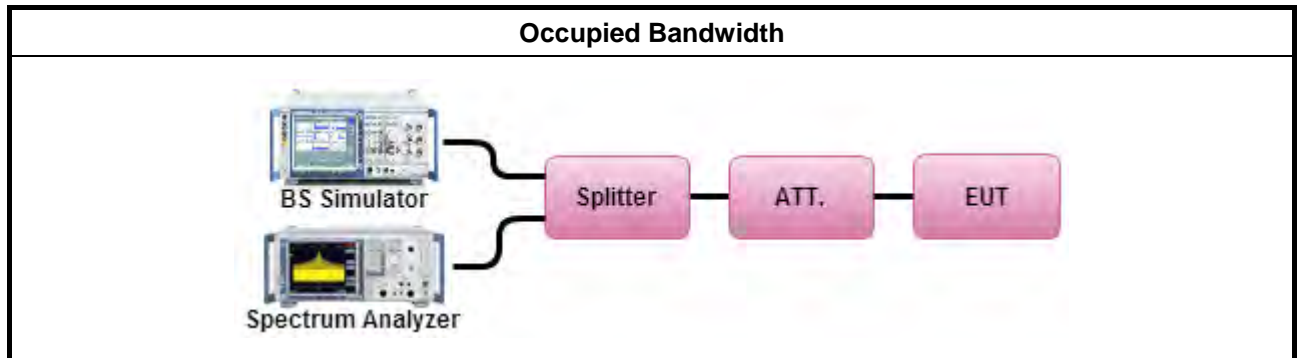 Occupied Bandwidth
BS Simulator
Splitter
ATT.
EUT
Spectrum Analyzer